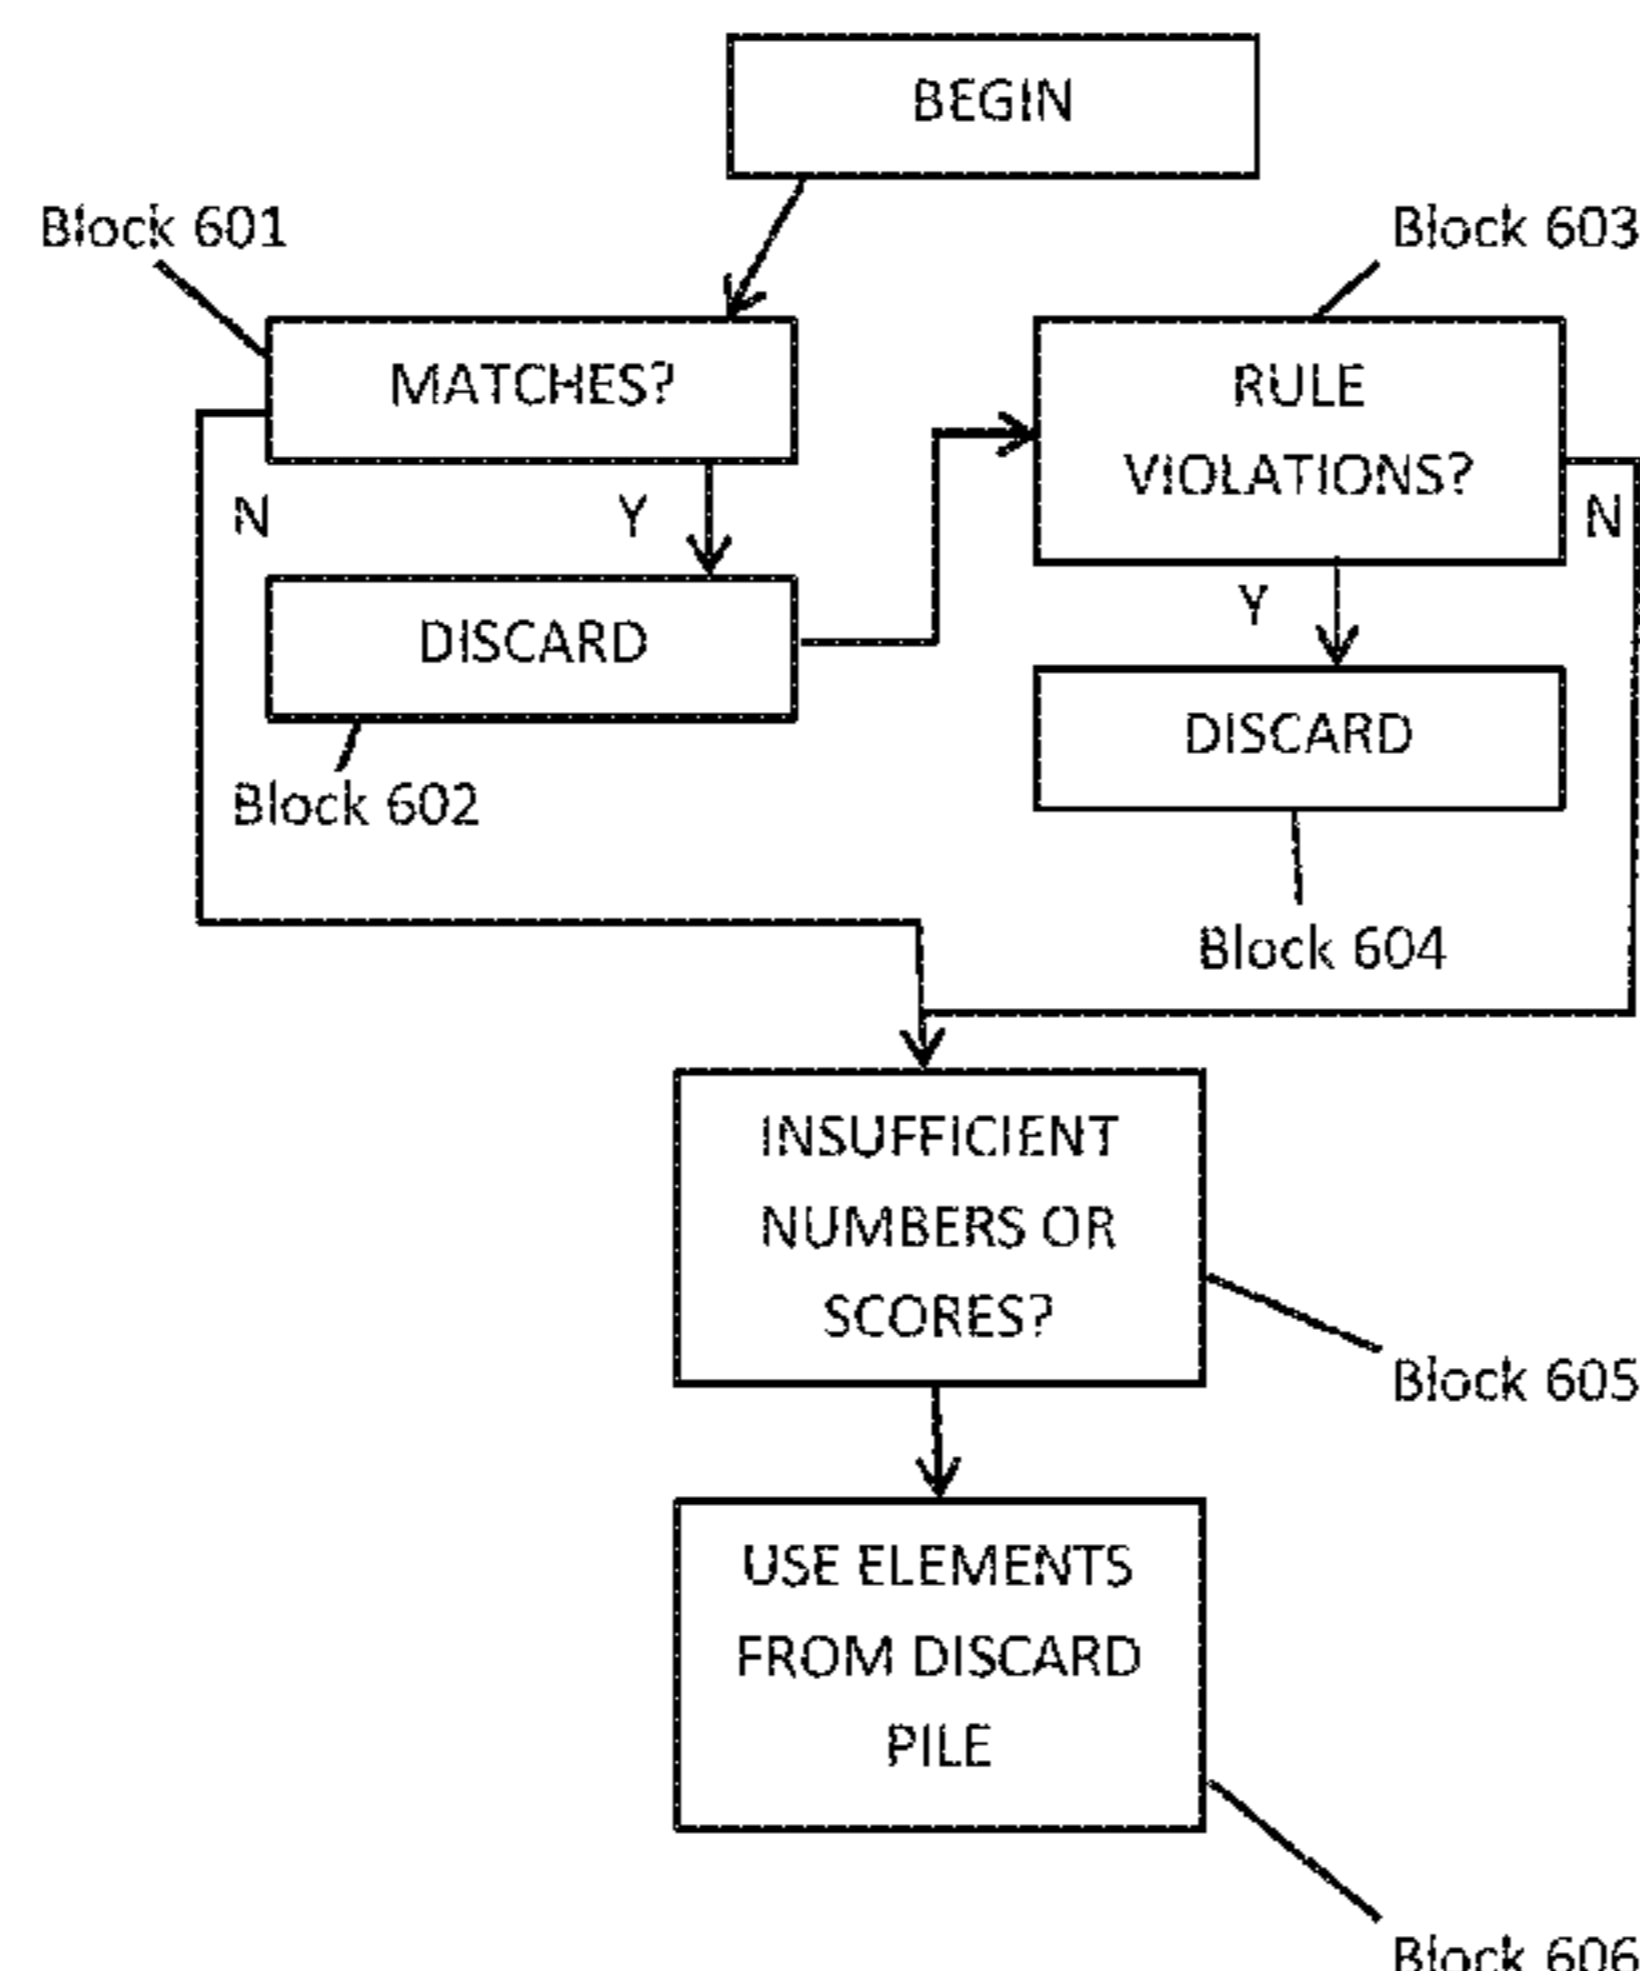 BEGIN
Block 601
Block 603
MATCHES?
RULE
VIOLATIONS?
N
Y
N
Y
DISCARD
DISCARD
Block 602
Block 604
INSUFFICIENT
NUMBERS OR
SCORES?
Block 605
USE ELEMENTS
FROM DISCARD
PILE
Block 606